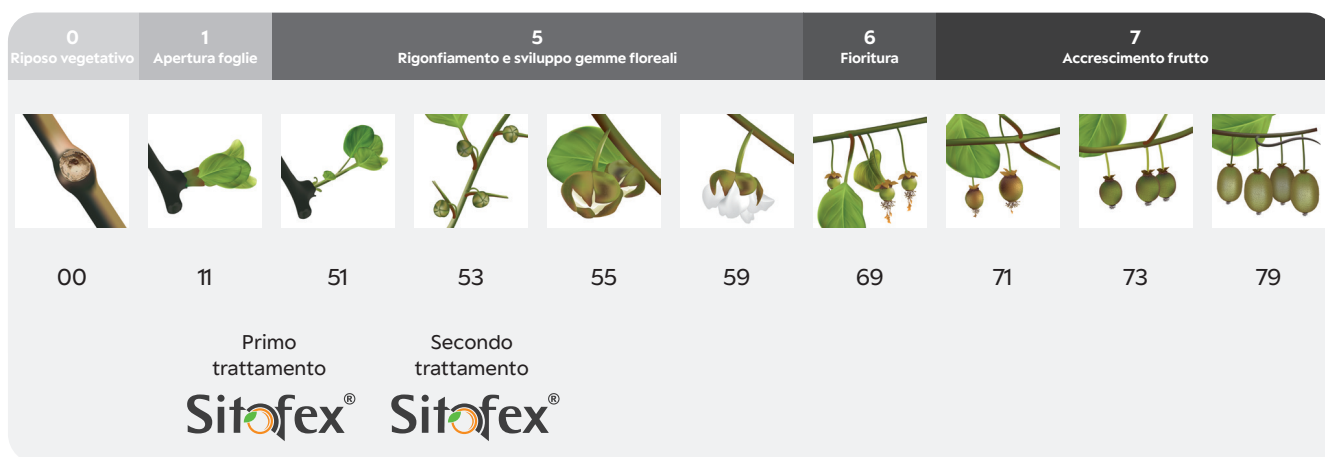 0
Riposo vegetativo
1
Apertura foglie
5
Rigonfiamento e sviluppo gemme floreali
6
Fioritura
7
Accrescimento frutto
00
11
51
53
55
59
69
71
73
79
Primo
trattamento
Sitofex®
Secondo
trattamento
Sitofex®